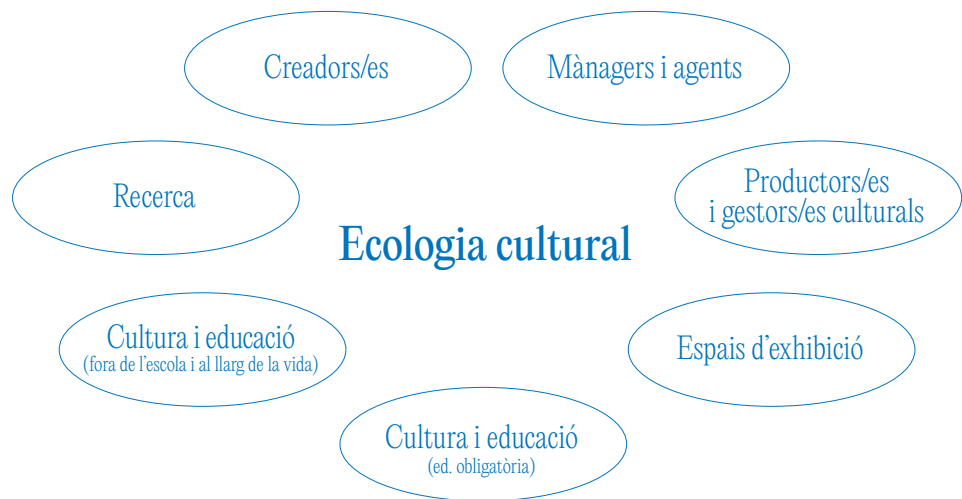 Creadors/es
Mànagers i agents
Recerca
Productors/es
i gestors/es culturals
Ecologia cultural
Cultura i educació
(fora de l’escola i al llarg de la vida)
Espais d’exhibició
Cultura i educació
(ed. obligatòria)